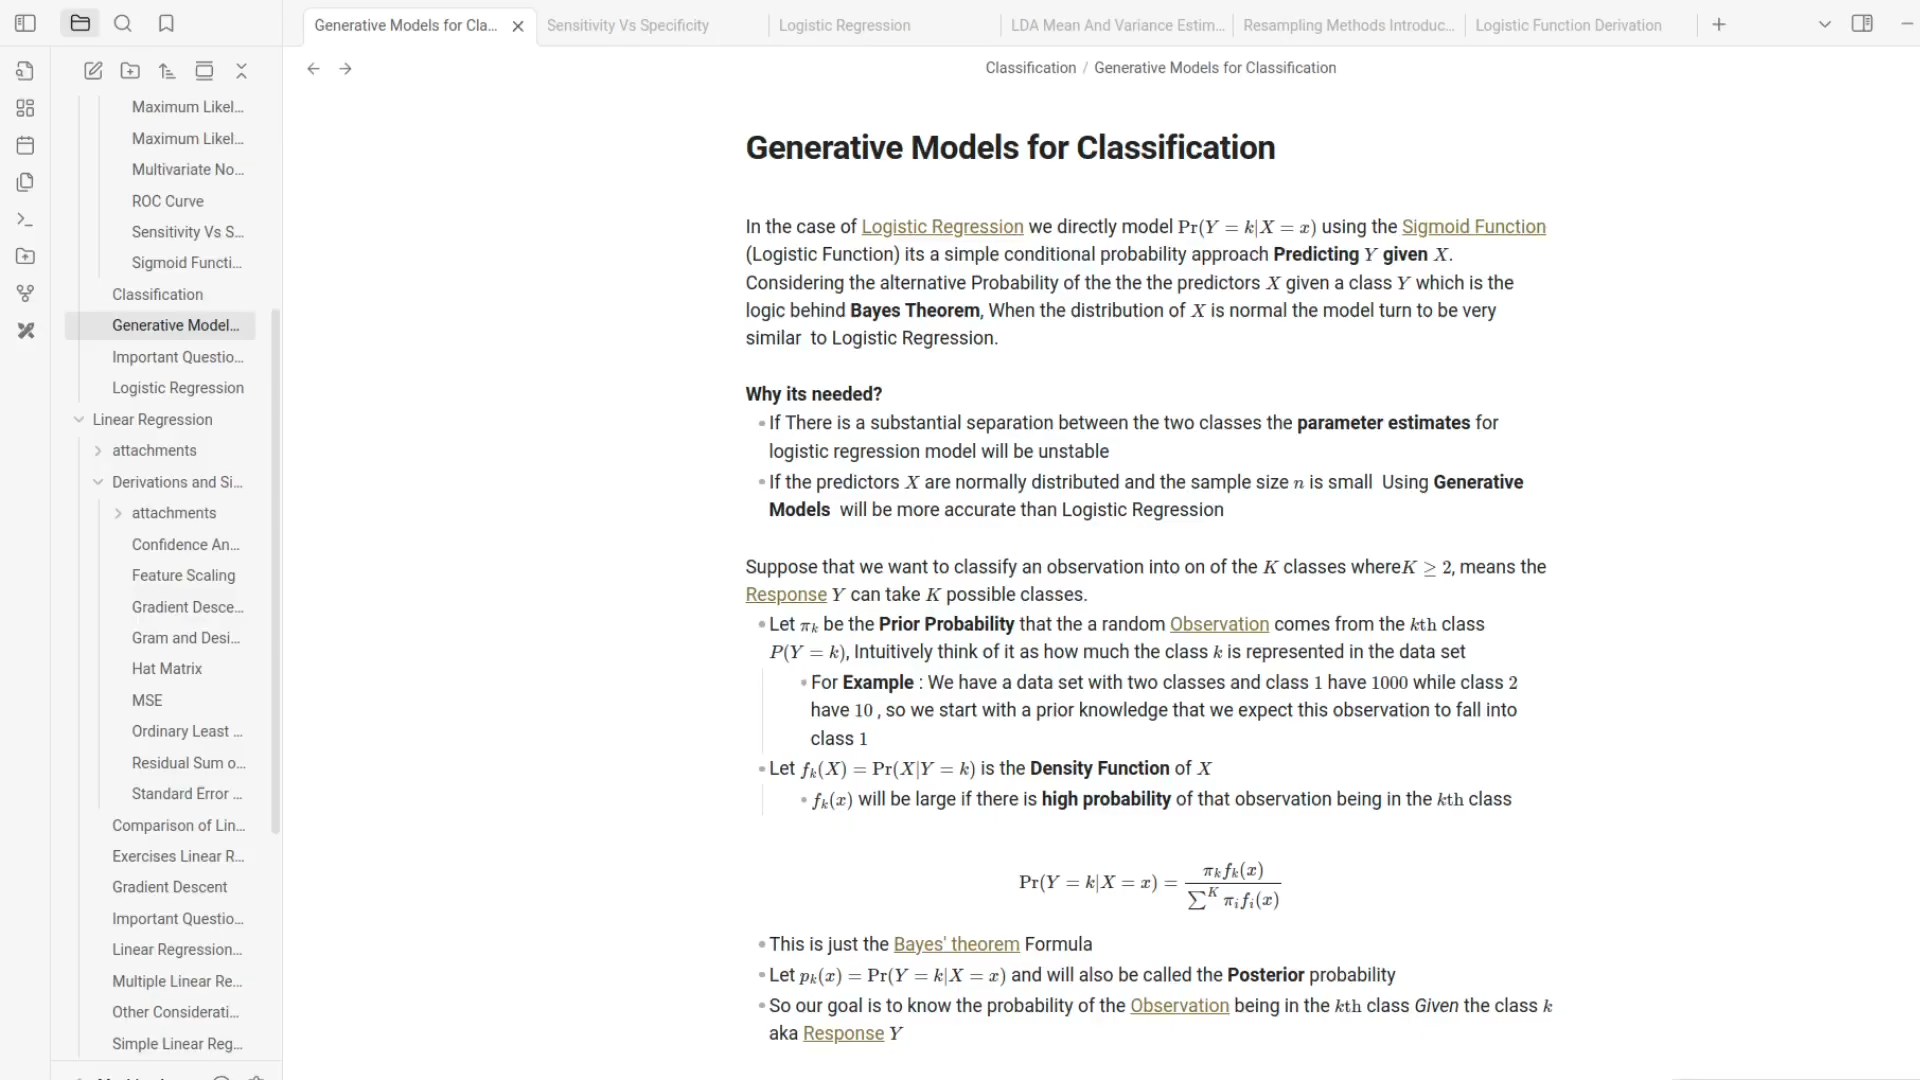 Generative Models for Cla...
Sensitivity Vs Specificity
Logistic Regression
LDA Mean And Variance Estim...
Resampling Methods Introduc...
Logistic Function Derivation
Classification / Generative Models for Classification
Maximum Likel...
Maximum Likel...
Multivariate No...
ROC Curve
Sensitivity Vs S...
Sigmoid Functi...
Classification
Generative Model...
Important Questio...
Logistic Regression
Linear Regression
attachments
Derivations and Si...
attachments
Confidence An...
Feature Scaling
Gradient Desce...
Gram and Desi...
Hat Matrix
MSE
Ordinary Least ...
Residual Sum o...
Standard Error ...
Comparison of Lin...
Exercises Linear R...
Gradient Descent
Important Questio...
Linear Regression...
Multiple Linear Re...
Other Considerati...
Simple Linear Reg...
Generative Models for Classification
In the case of Logistic Regression we directly model Pr(Y = k|X = x) using the Sigmoid Function
(Logistic Function) its a simple conditional probability approach Predicting Y given X.
Considering the alternative Probability of the the the predictors X given a class Y which is the
logic behind Bayes Theorem, When the distribution of X is normal the model turn to be very
similar to Logistic Regression.
Why its needed?
• If There is a substantial separation between the two classes the parameter estimates for
logistic regression model will be unstable
• If the predictors X are normally distributed and the sample size n is small Using Generative
Models will be more accurate than Logistic Regression
Suppose that we want to classify an observation into on of the K classes whereK ≥ 2, means the
Response Y can take K possible classes.
• Let πk be the Prior Probability that the a random Observation comes from the kth class
P(Y = k), Intuitively think of it as how much the class k is represented in the data set
• For Example : We have a data set with two classes and class 1 have 1000 while class 2
have 10 , so we start with a prior knowledge that we expect this observation to fall into
class 1
• Let fk(X) = Pr(X|Y = k) is the Density Function of X
• fk(x) will be large if there is high probability of that observation being in the kth class
Pr(Y = k|X = x) = πkfk(x) / ∑^K πifi(x)
• This is just the Bayes' theorem Formula
• Let pk(x) = Pr(Y = k|X = x) and will also be called the Posterior probability
• So our goal is to know the probability of the Observation being in the kth class Given the class k
aka Response Y